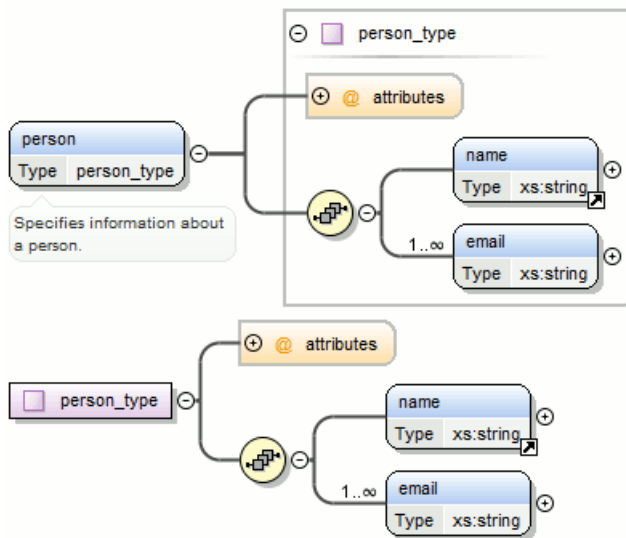 person_type
@ attributes
person
Type person_type
Specifies information about
a person.
name
Type xs:string
1..∞
email
Type xs:string
@ attributes
person_type
name
Type xs:string
1..∞
email
Type xs:string